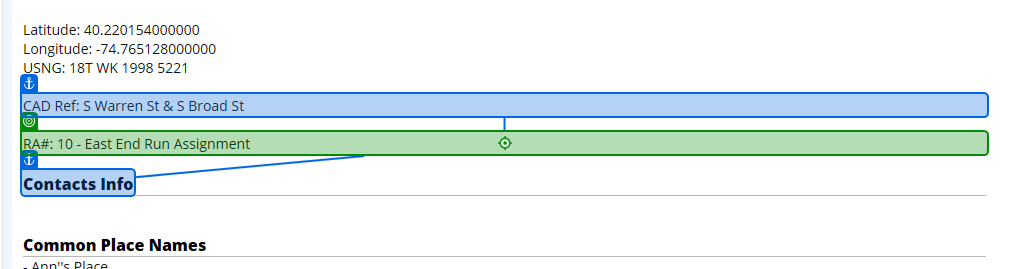 Latitude: 40.220154000000
Longitude: -74.765128000000
USNG: 18T WK 1998 5221
CAD Ref: S Warren St & S Broad St
RA#: 10 - East End Run Assignment
Contacts Info
Common Place Names
- Ann''s Place